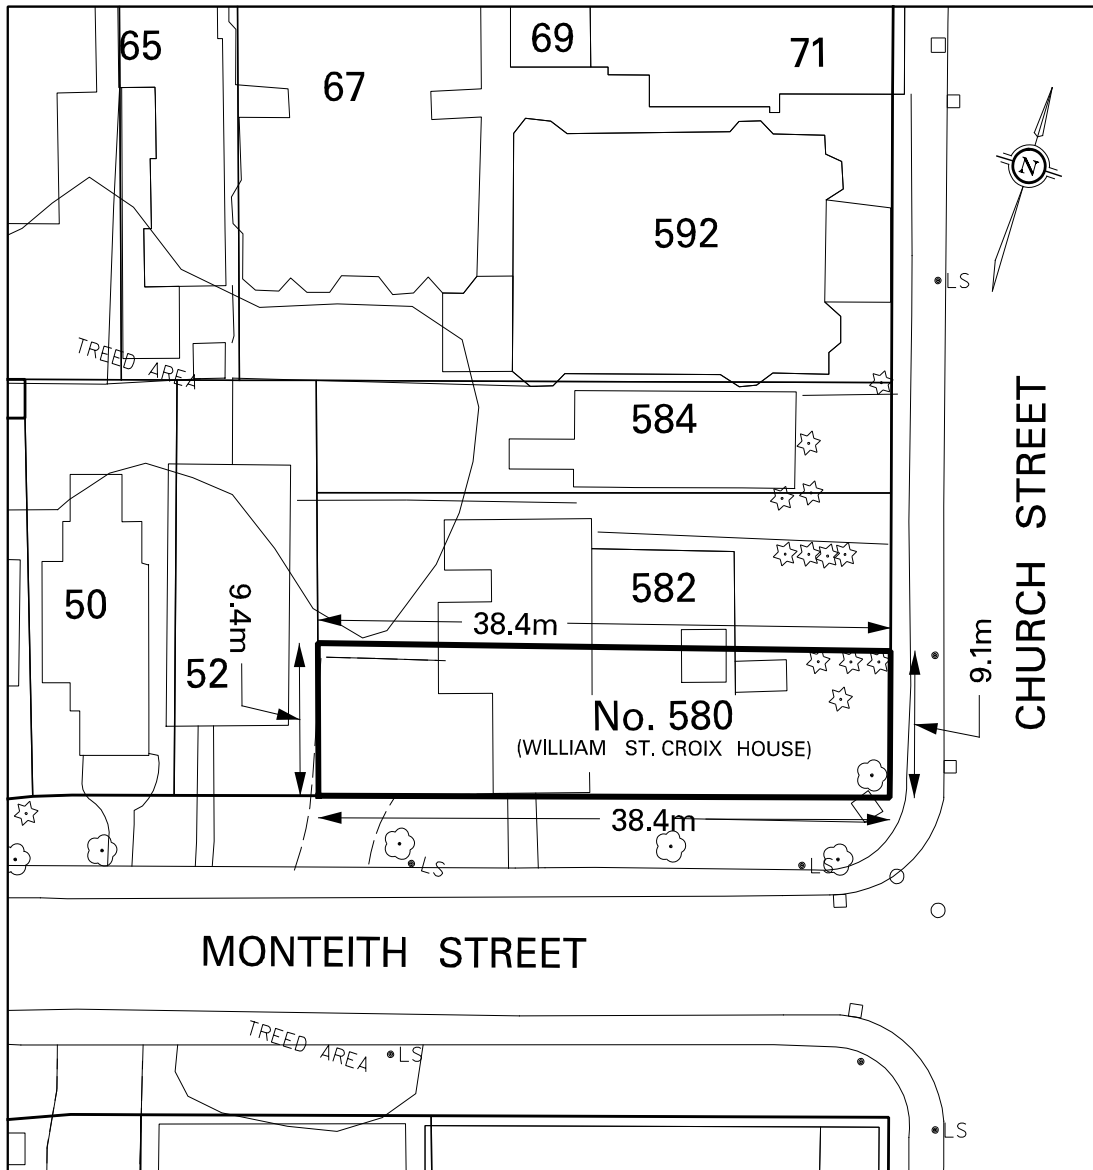 65
67
69
71
N
592
LS
TREED AREA
584
CHURCH STREET
50
9.4m
582
38.4m
9.1m
52
No. 580
(WILLIAM ST. CROIX HOUSE)
38.4m
LS
LS
MONTEITH STREET
TREED AREA
LS
LS